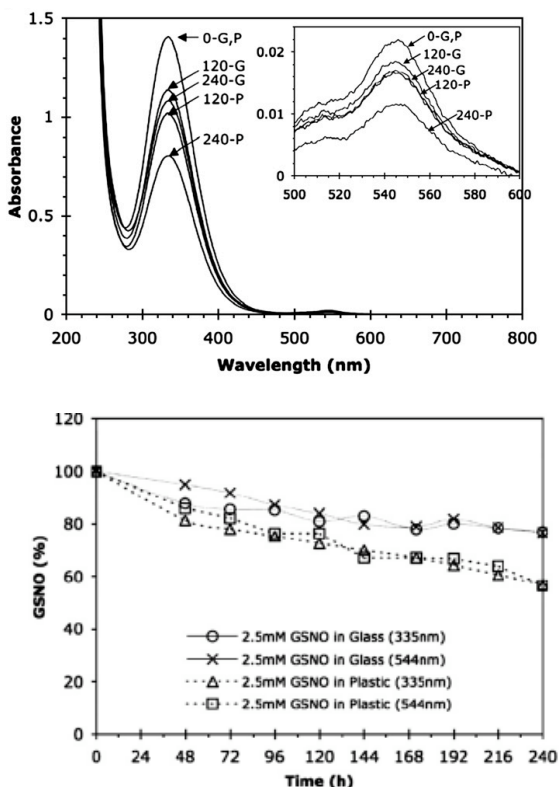 1.5
1
0.5
0
Absorbance
200 300 400 500 600 700 800
Wavelength (nm)
0-G,P
120-G
240-G
120-P
240-P
0.02
0.01
0
500 520 540 560 580 600
0-G,P
120-G
240-G
120-P
240-P
120
100
80
60
40
20
0
GSNO (%)
2.5mM GSNO in Glass (335nm)
2.5mM GSNO in Glass (544nm)
2.5mM GSNO in Plastic (335nm)
2.5mM GSNO in Plastic (544nm)
0 24 48 72 96 120 144 168 192 216 240
Time (h)